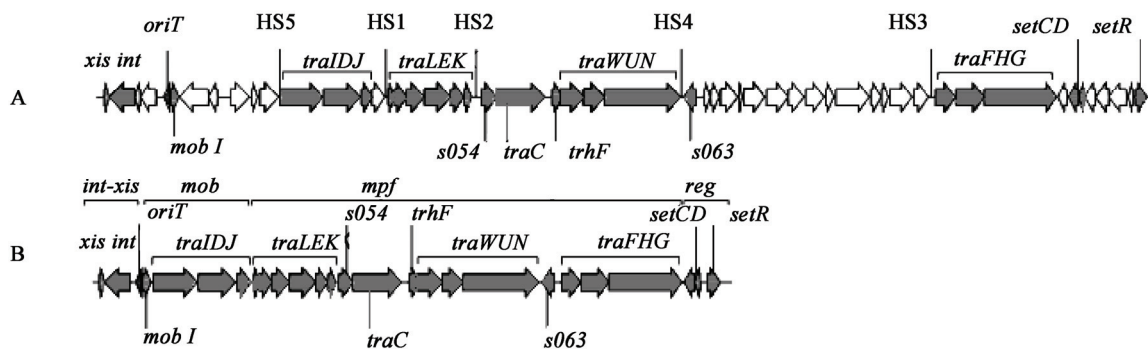 oriT HS5 HS1 HS2 HS4 HS3 setCD setR
xis int traIDJ traLEK traWUN traFHG
A
mob I s054 traC trhF s063
int-xis mob mpf reg
oriT s054 trhF setCD setR
xis int traIDJ traLEK traWUN traFHG
B
mob I traC s063